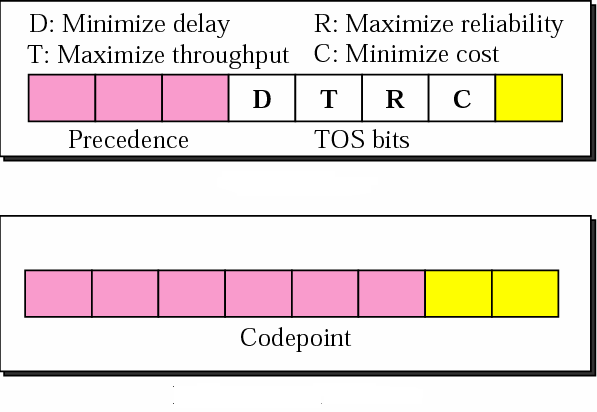 D: Minimize delay R: Maximize reliability
T: Maximize throughput C: Minimize cost
D T R C
Precedence TOS bits
Codepoint